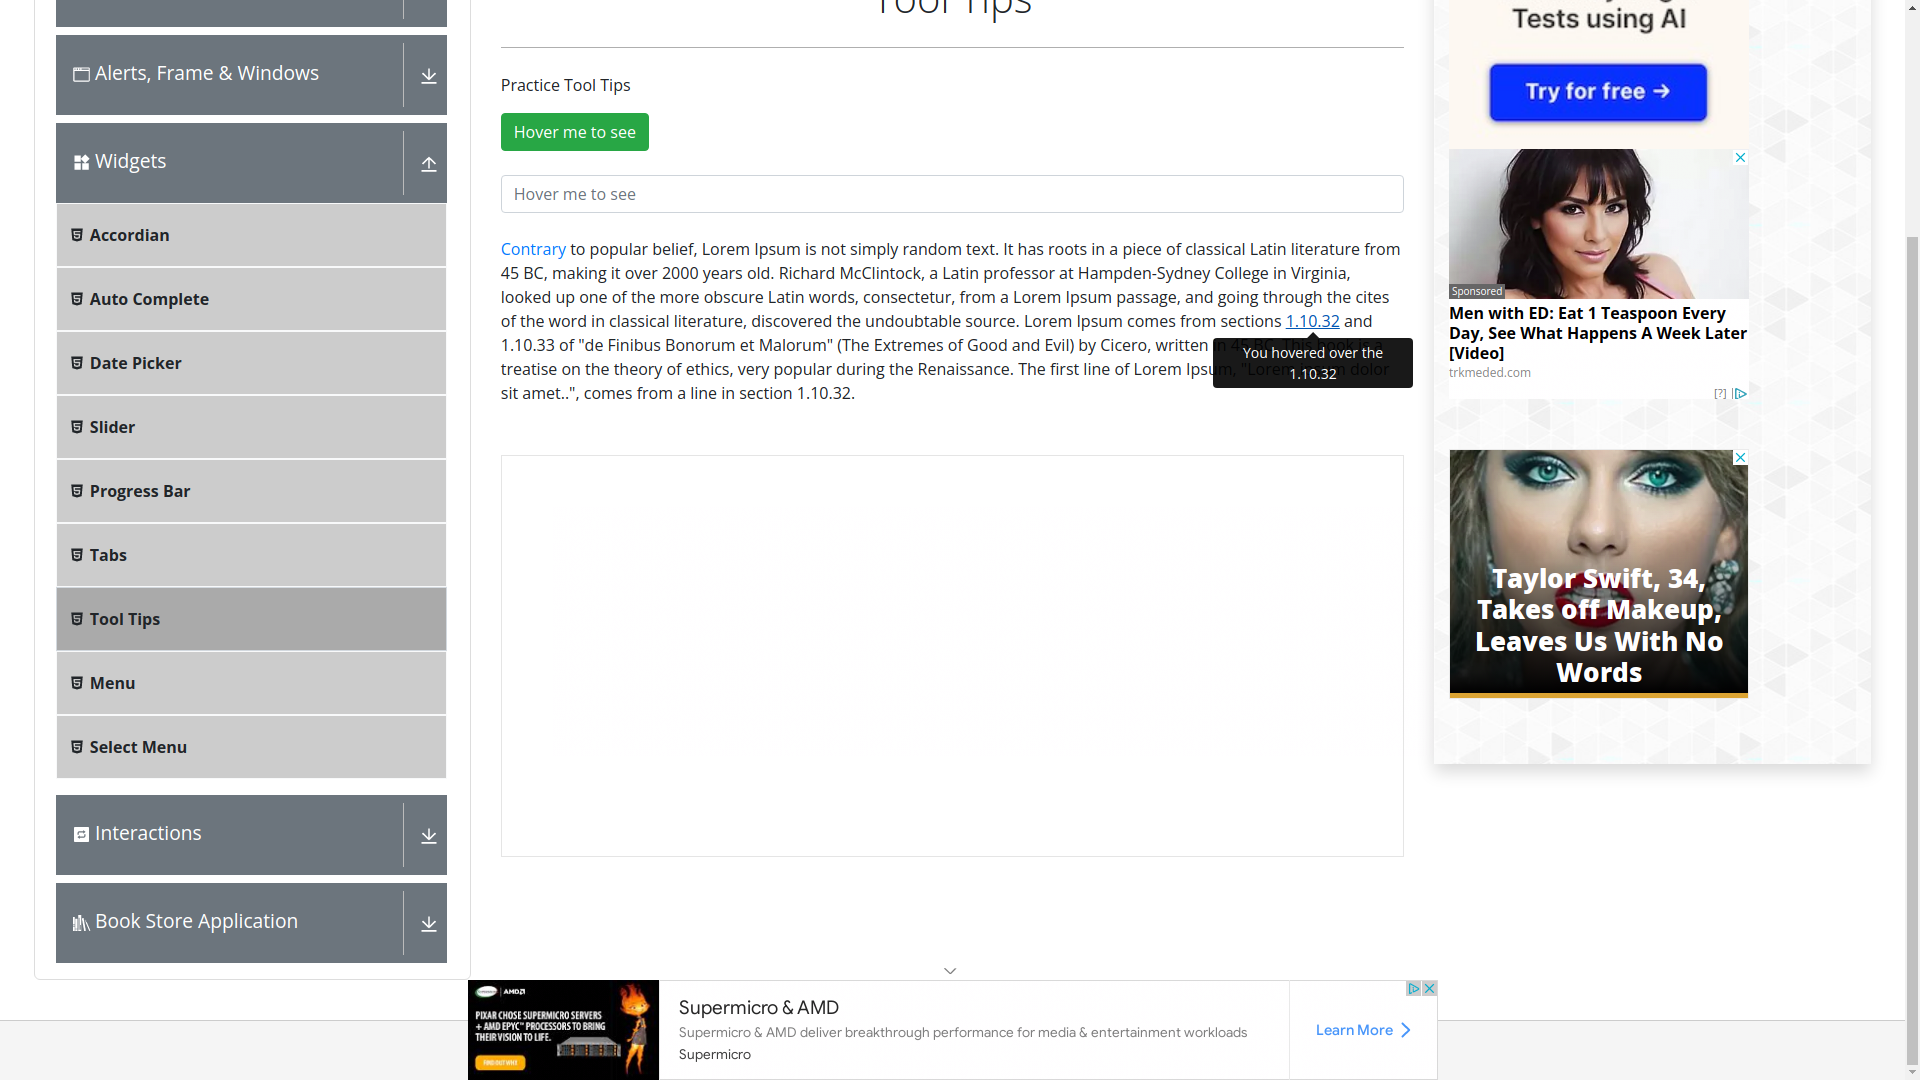 Tool Tips
Alerts, Frame & Windows
Widgets
Accordian
Auto Complete
Date Picker
Slider
Progress Bar
Tabs
Tool Tips
Menu
Select Menu
Interactions
Book Store Application
Practice Tool Tips
Hover me to see
Hover me to see
Contrary to popular belief, Lorem Ipsum is not simply random text. It has roots in a piece of classical Latin literature from
45 BC, making it over 2000 years old. Richard McClintock, a Latin professor at Hampden-Sydney College in Virginia,
looked up one of the more obscure Latin words, consectetur, from a Lorem Ipsum passage, and going through the cites
of the word in classical literature, discovered the undoubtable source. Lorem Ipsum comes from sections 1.10.32 and
1.10.33 of "de Finibus Bonorum et Malorum" (The Extremes of Good and Evil) by Cicero, written in 45 BC. This book is a
treatise on the theory of ethics, very popular during the Renaissance. The first line of Lorem Ipsum, "Lorem ipsum dolor
sit amet..", comes from a line in section 1.10.32.
You hovered over the
1.10.32
Tests using AI
Try for free →
Sponsored
Men with ED: Eat 1 Teaspoon Every
Day, See What Happens A Week Later
[Video]
trkmeded.com
[?]
Taylor Swift, 34,
Takes off Makeup,
Leaves Us With No
Words
SUPERMICRO | AMD
PIXAR CHOSE SUPERMICRO SERVERS
+ AMD EPYC™ PROCESSORS TO BRING
THEIR VISION TO LIFE.
FIND OUT WHY
Supermicro & AMD
Supermicro & AMD deliver breakthrough performance for media & entertainment workloads
Supermicro
Learn More